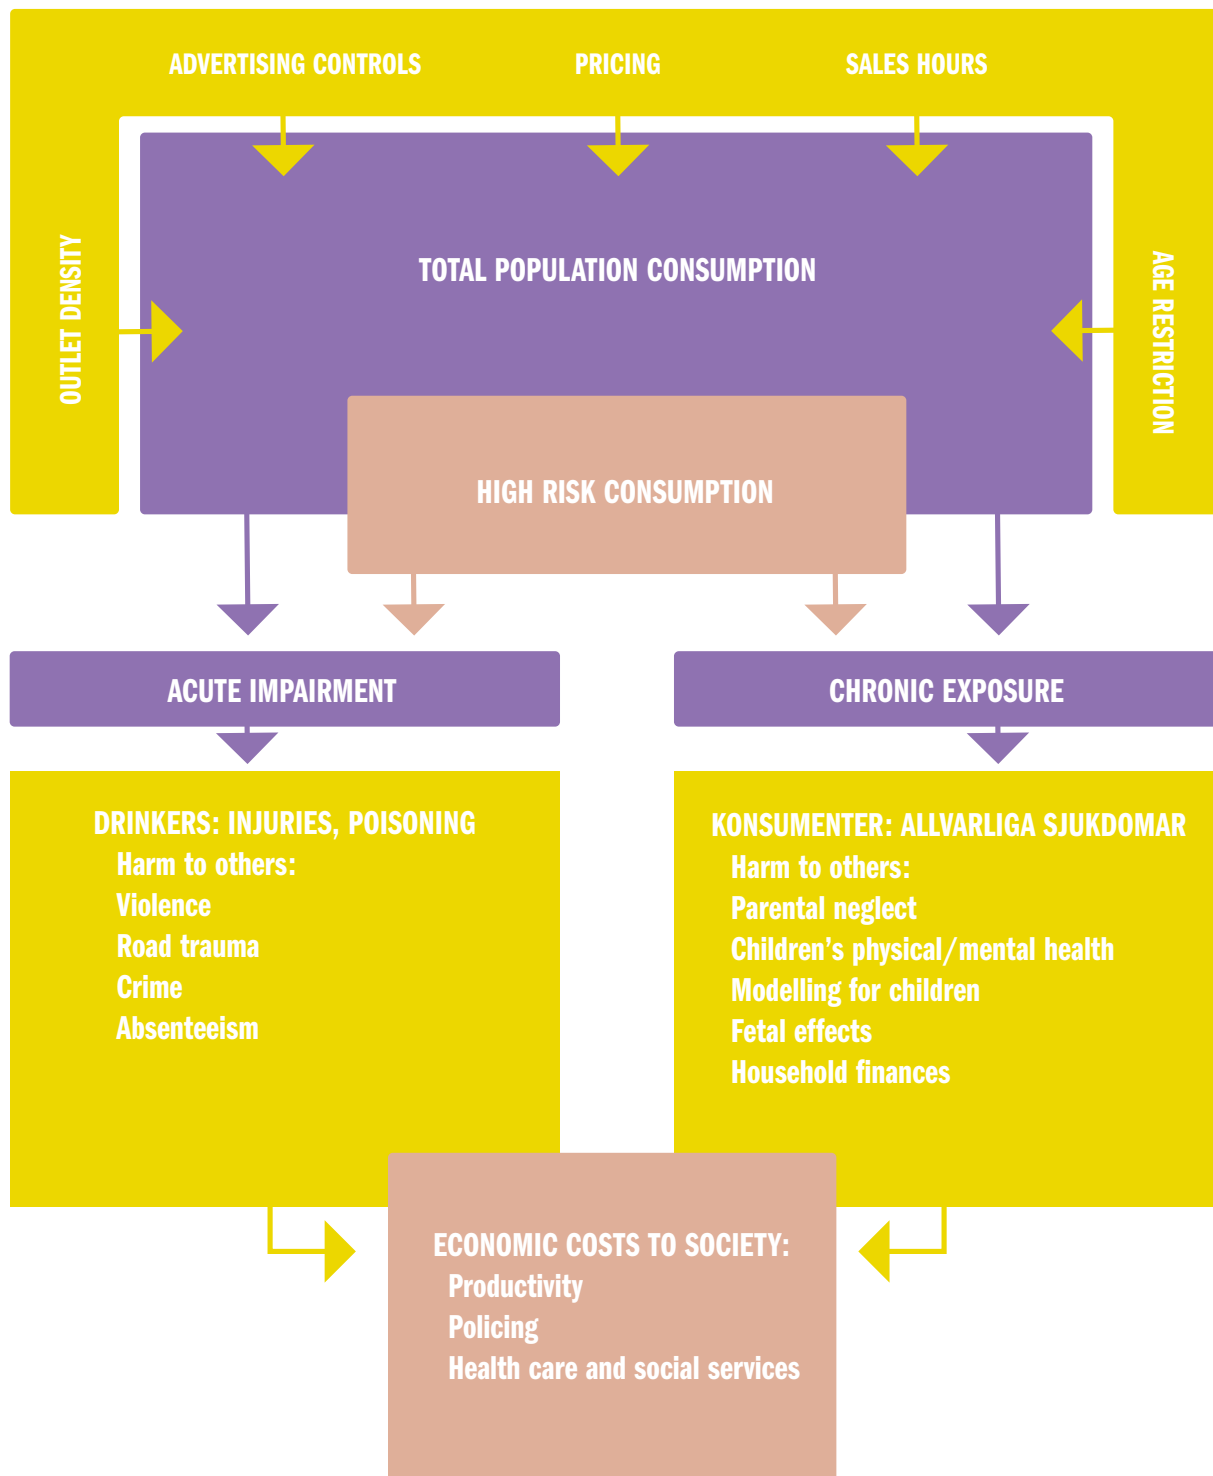 ADVERTISING CONTROLS
PRICING
SALES HOURS
OUTLET DENSITY
TOTAL POPULATION CONSUMPTION
AGE RESTRICTION
HIGH RISK CONSUMPTION
ACUTE IMPAIRMENT
CHRONIC EXPOSURE
DRINKERS: INJURIES, POISONING
Harm to others:
Violence
Road trauma
Crime
Absenteeism
KONSUMENTER: ALLVARLIGA SJUKDOMAR
Harm to others:
Parental neglect
Children’s physical/mental health
Modelling for children
Fetal effects
Household finances
ECONOMIC COSTS TO SOCIETY:
Productivity
Policing
Health care and social services